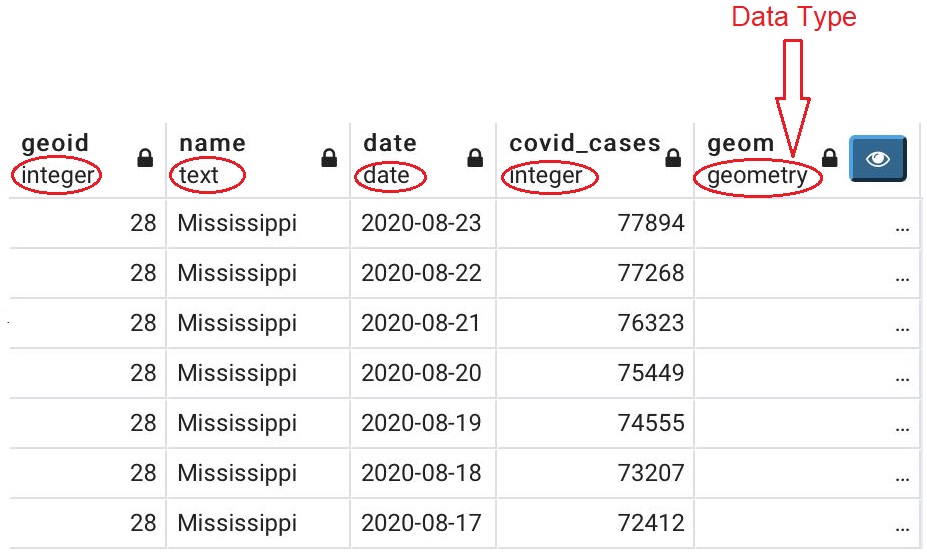 Data Type
geoid name date covid_cases geom
integer text date integer geometry
28 Mississippi 2020-08-23 77894 ...
28 Mississippi 2020-08-22 77268 ...
28 Mississippi 2020-08-21 76323 ...
28 Mississippi 2020-08-20 75449 ...
28 Mississippi 2020-08-19 74555 ...
28 Mississippi 2020-08-18 73207 ...
28 Mississippi 2020-08-17 72412 ...